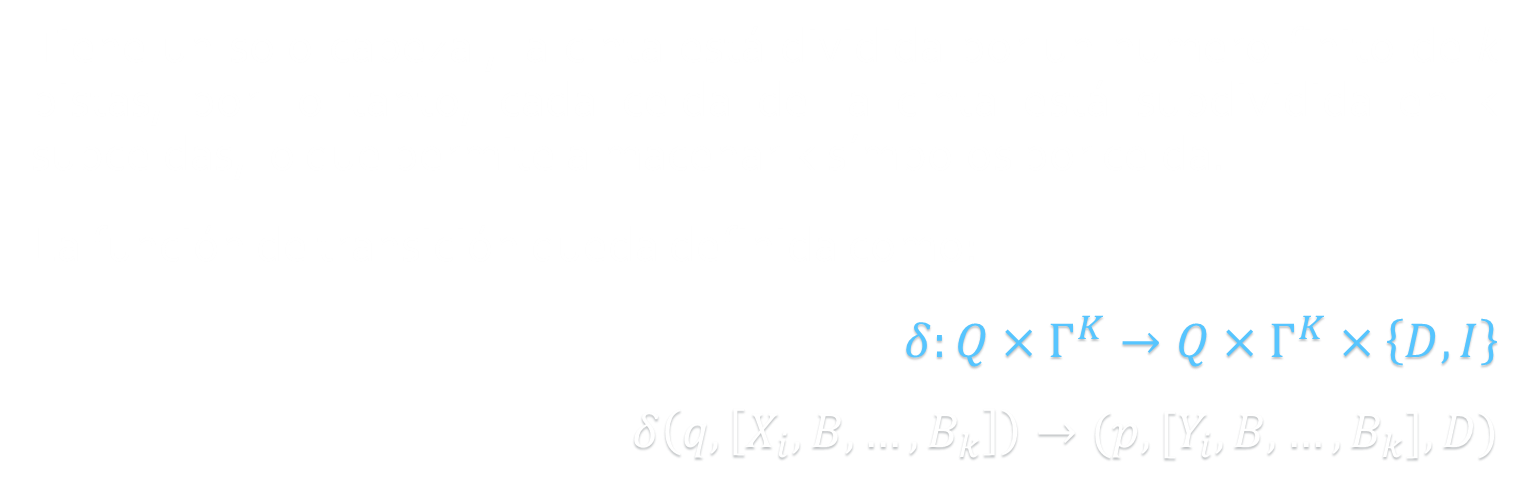 δ: Q × Γ^K → Q × Γ^K × {D, I}
δ(q, [X_i, B, …, B_k]) → (p, [Y_i, B, …, B_k], D)